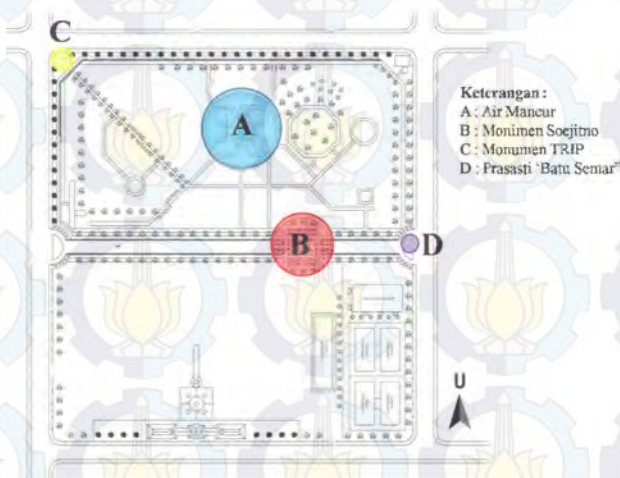 C
A
B
D
Keterangan :
A : Air Mancur
B : Monimen Soejitno
C : Monumen TRIP
D : Prasasti 'Batu Semar"
U